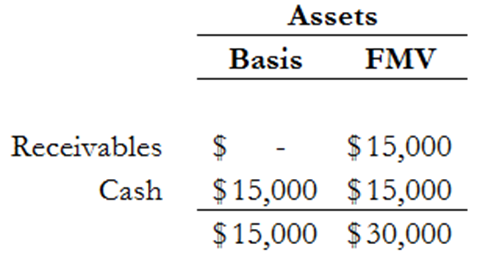 Assets
Basis FMV
Receivables $ - $15,000
Cash $15,000 $15,000
$15,000 $30,000